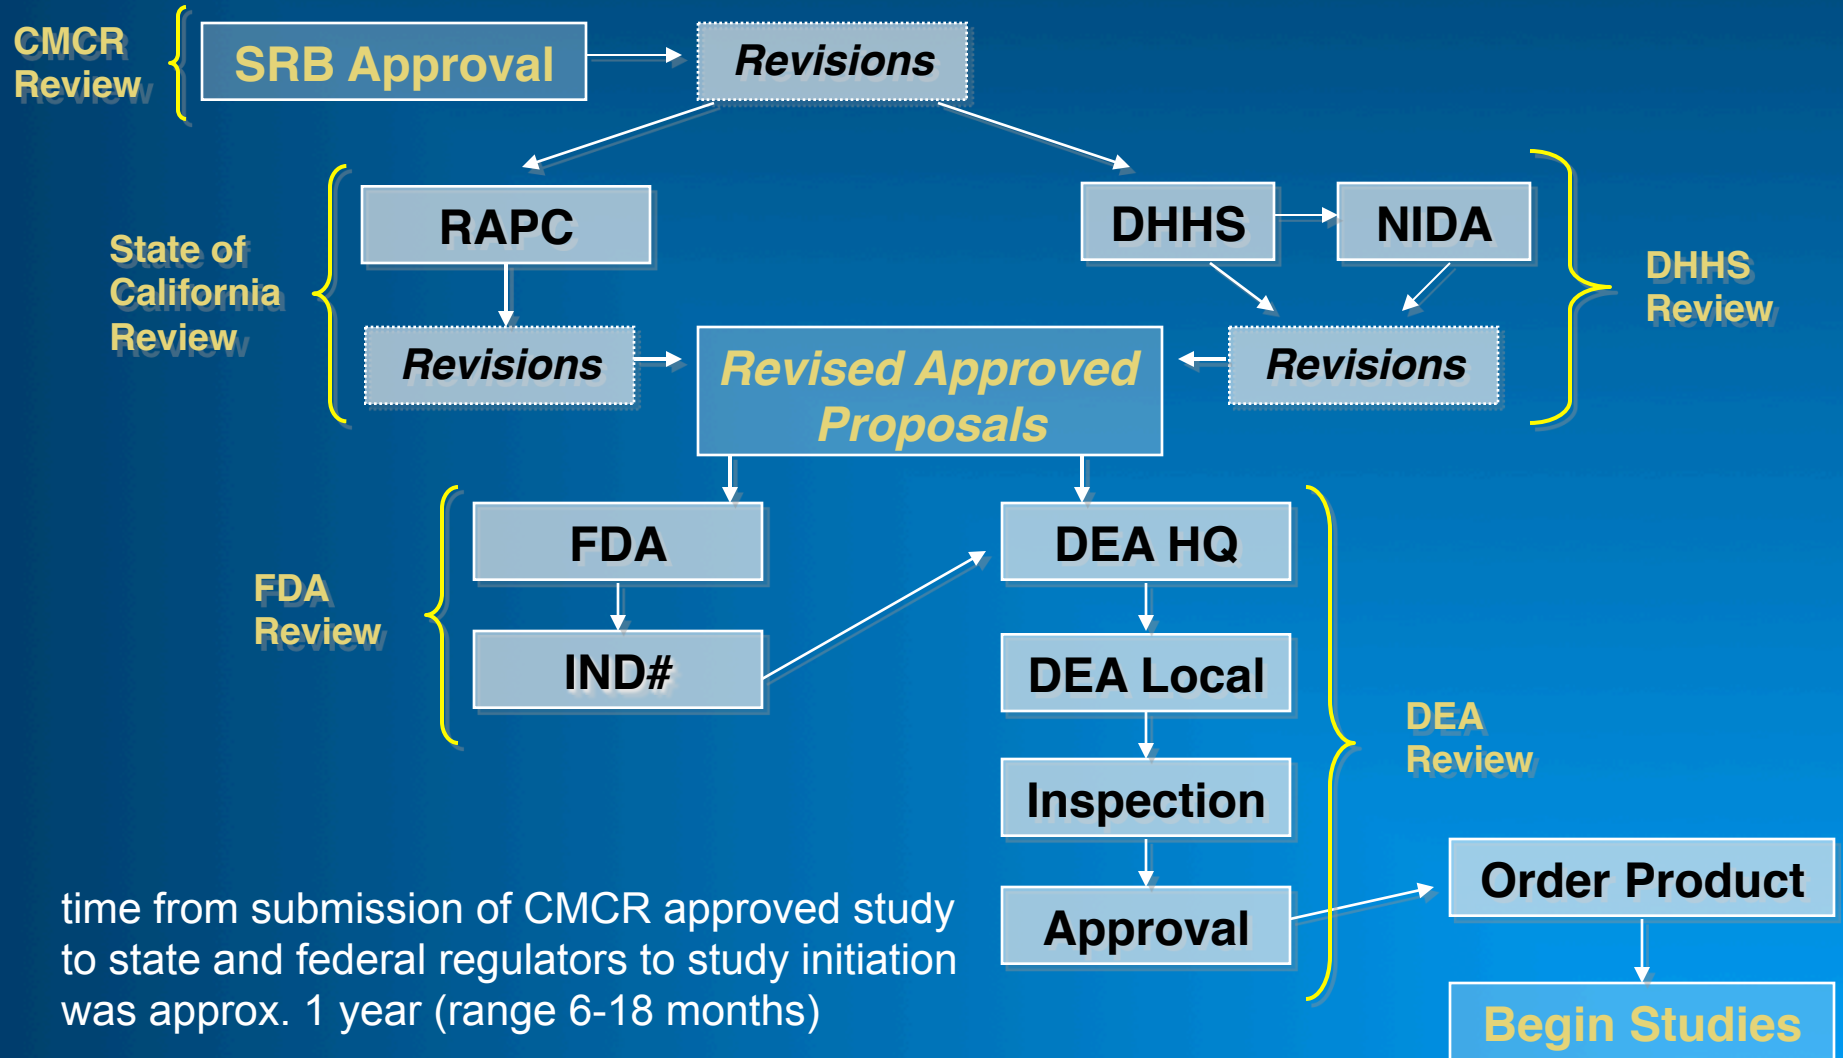 CMCR
Review
SRB Approval
Revisions
State of
California
Review
RAPC
DHHS
NIDA
DHHS
Review
Revisions
Revised Approved
Proposals
Revisions
FDA
Review
FDA
IND#
DEA HQ
DEA Local
Inspection
Approval
DEA
Review
Order Product
Begin Studies
time from submission of CMCR approved study
to state and federal regulators to study initiation
was approx. 1 year (range 6-18 months)